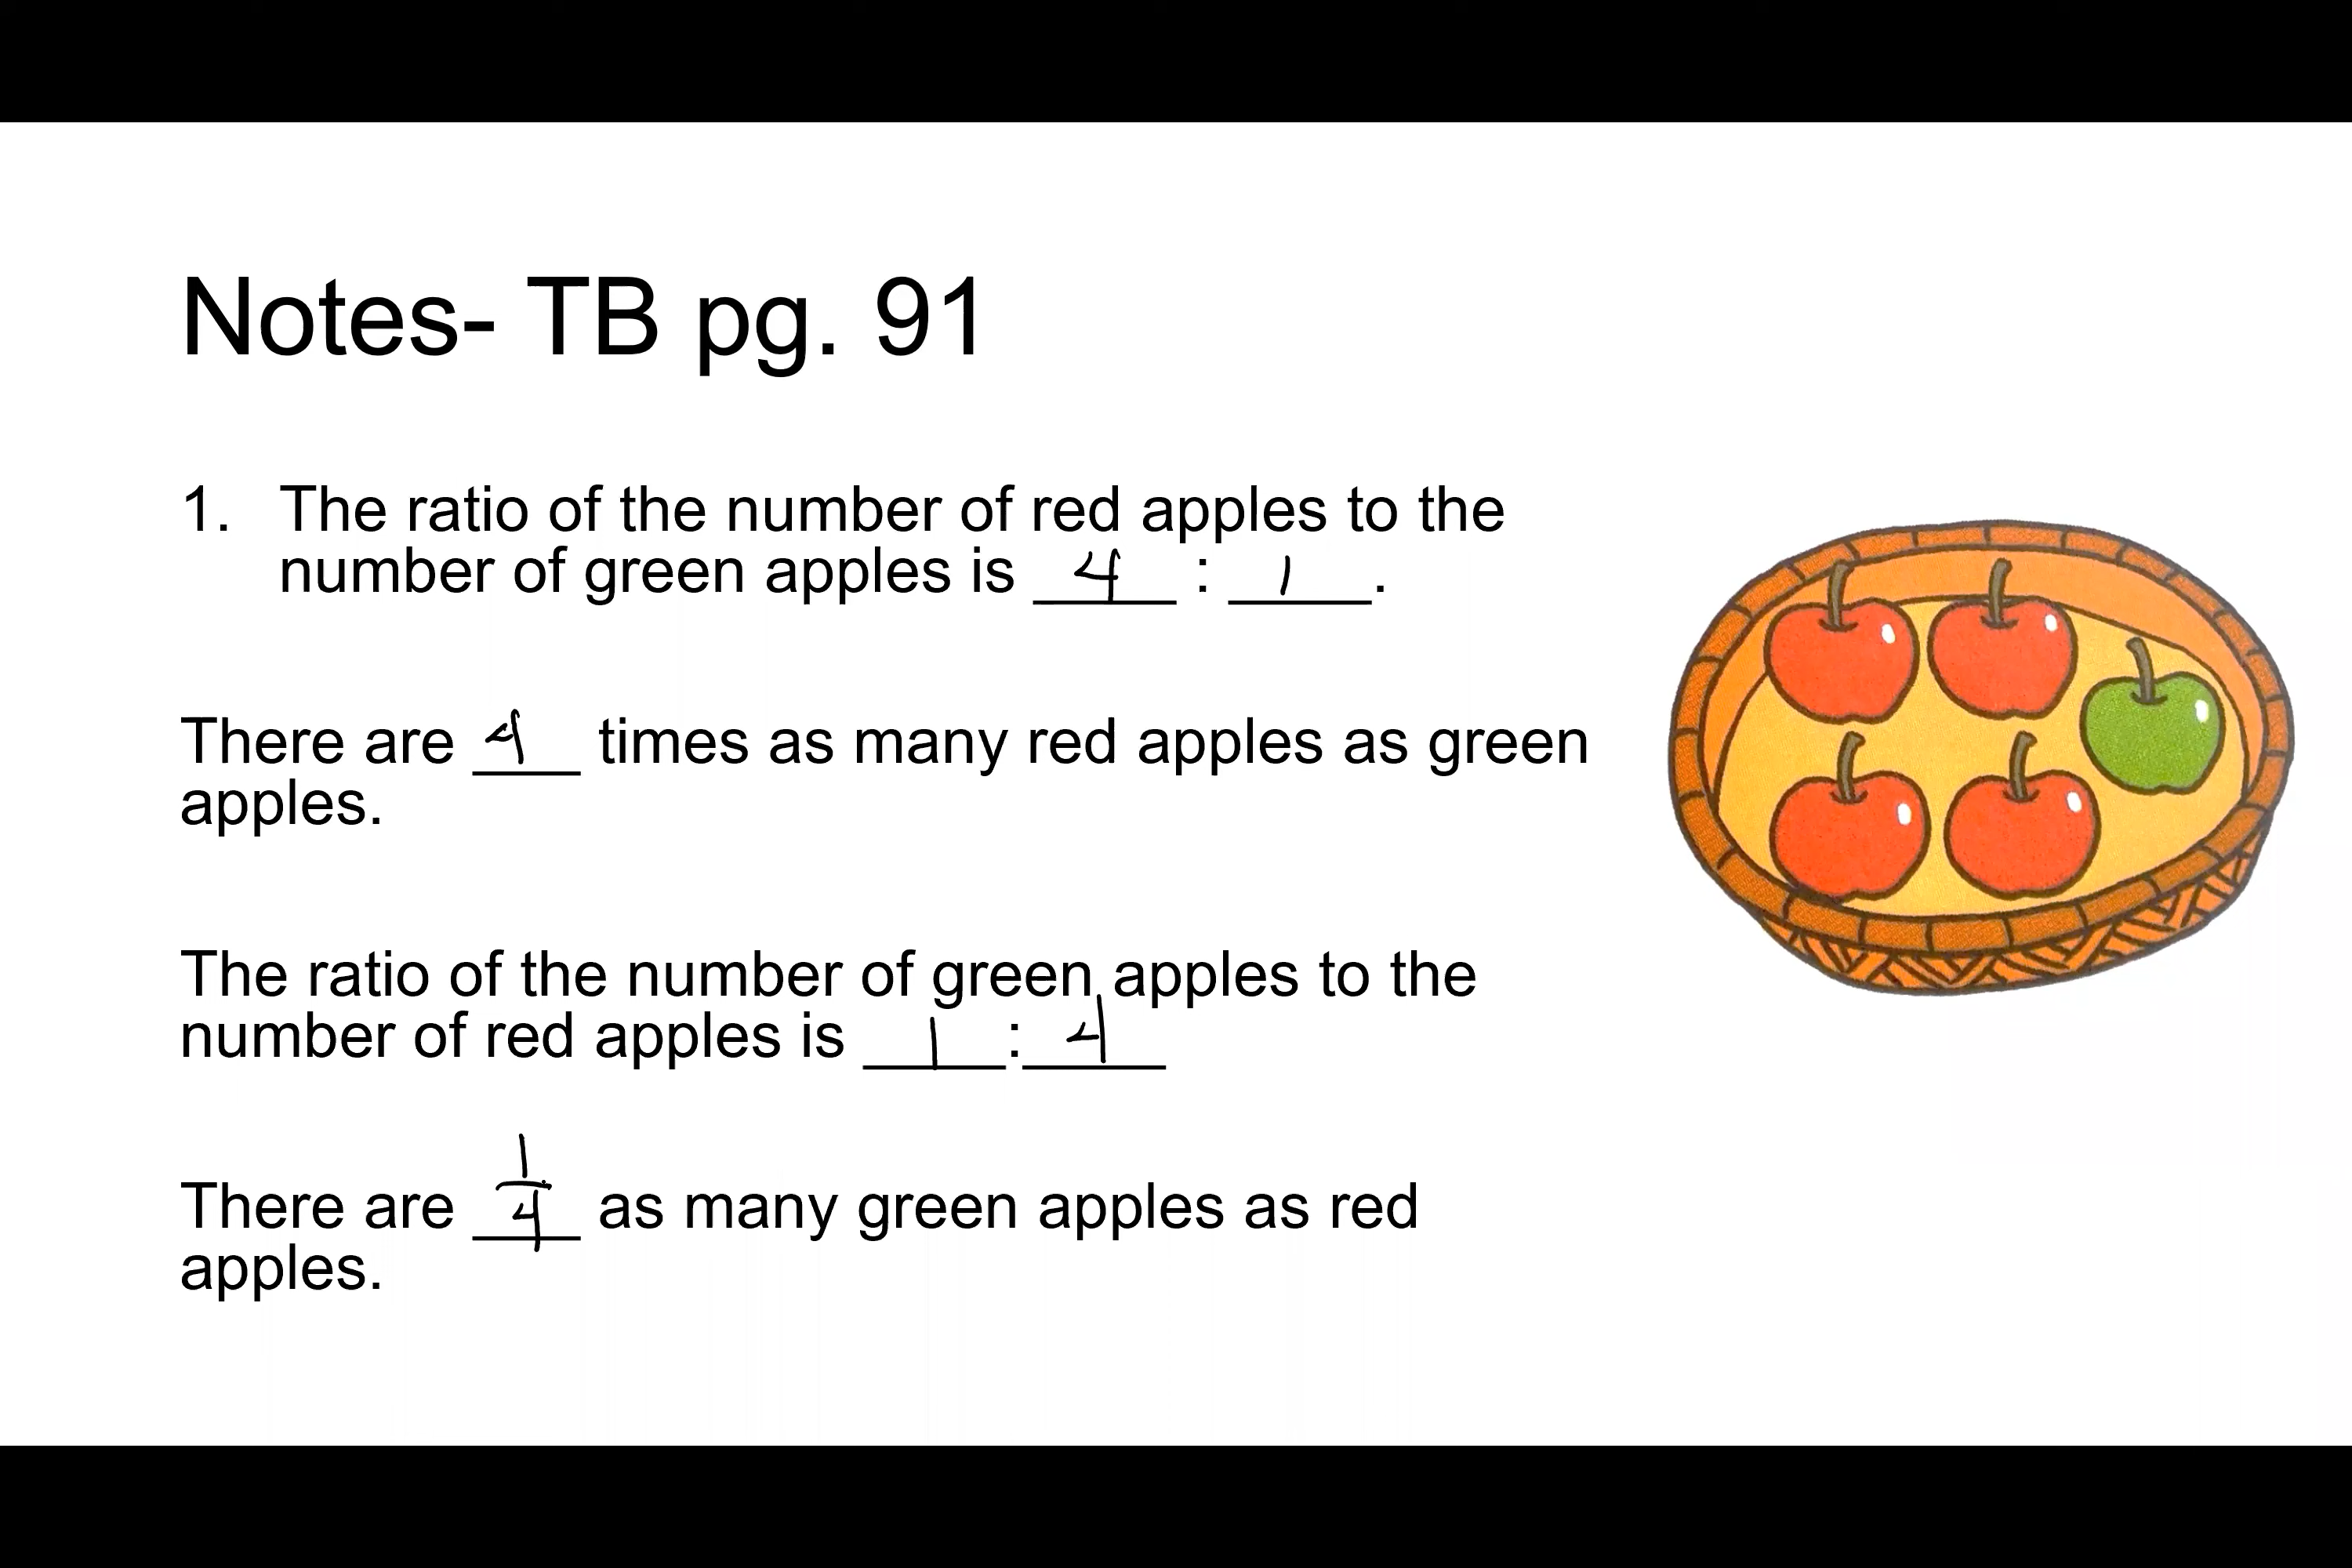 Notes- TB pg. 91
1. The ratio of the number of red apples to the
number of green apples is 4 : 1.
There are 4 times as many red apples as green
apples.
The ratio of the number of green apples to the
number of red apples is 1:4
There are 1/4 as many green apples as red
apples.